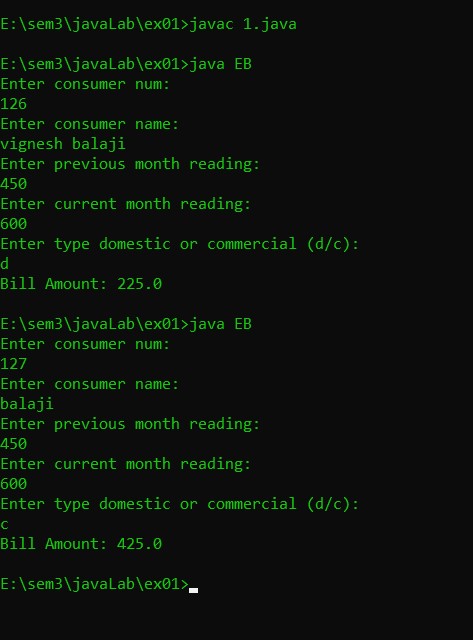 E:\sem3\javaLab\ex01>javac 1.java
E:\sem3\javaLab\ex01>java EB
Enter consumer num:
126
Enter consumer name:
vignesh balaji
Enter previous month reading:
450
Enter current month reading:
600
Enter type domestic or commercial (d/c):
d
Bill Amount: 225.0
E:\sem3\javaLab\ex01>java EB
Enter consumer num:
127
Enter consumer name:
balaji
Enter previous month reading:
450
Enter current month reading:
600
Enter type domestic or commercial (d/c):
c
Bill Amount: 425.0
E:\sem3\javaLab\ex01>